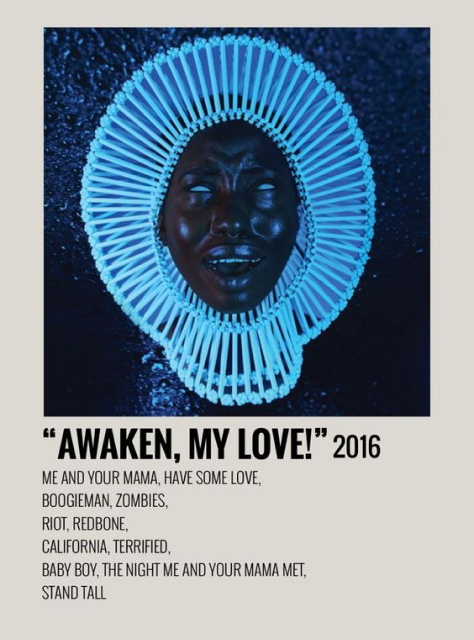 “AWAKEN, MY LOVE!” 2016
ME AND YOUR MAMA, HAVE SOME LOVE,
BOOGIEMAN, ZOMBIES,
RIOT, REDBONE,
CALIFORNIA, TERRIFIED,
BABY BOY, THE NIGHT ME AND YOUR MAMA MET,
STAND TALL